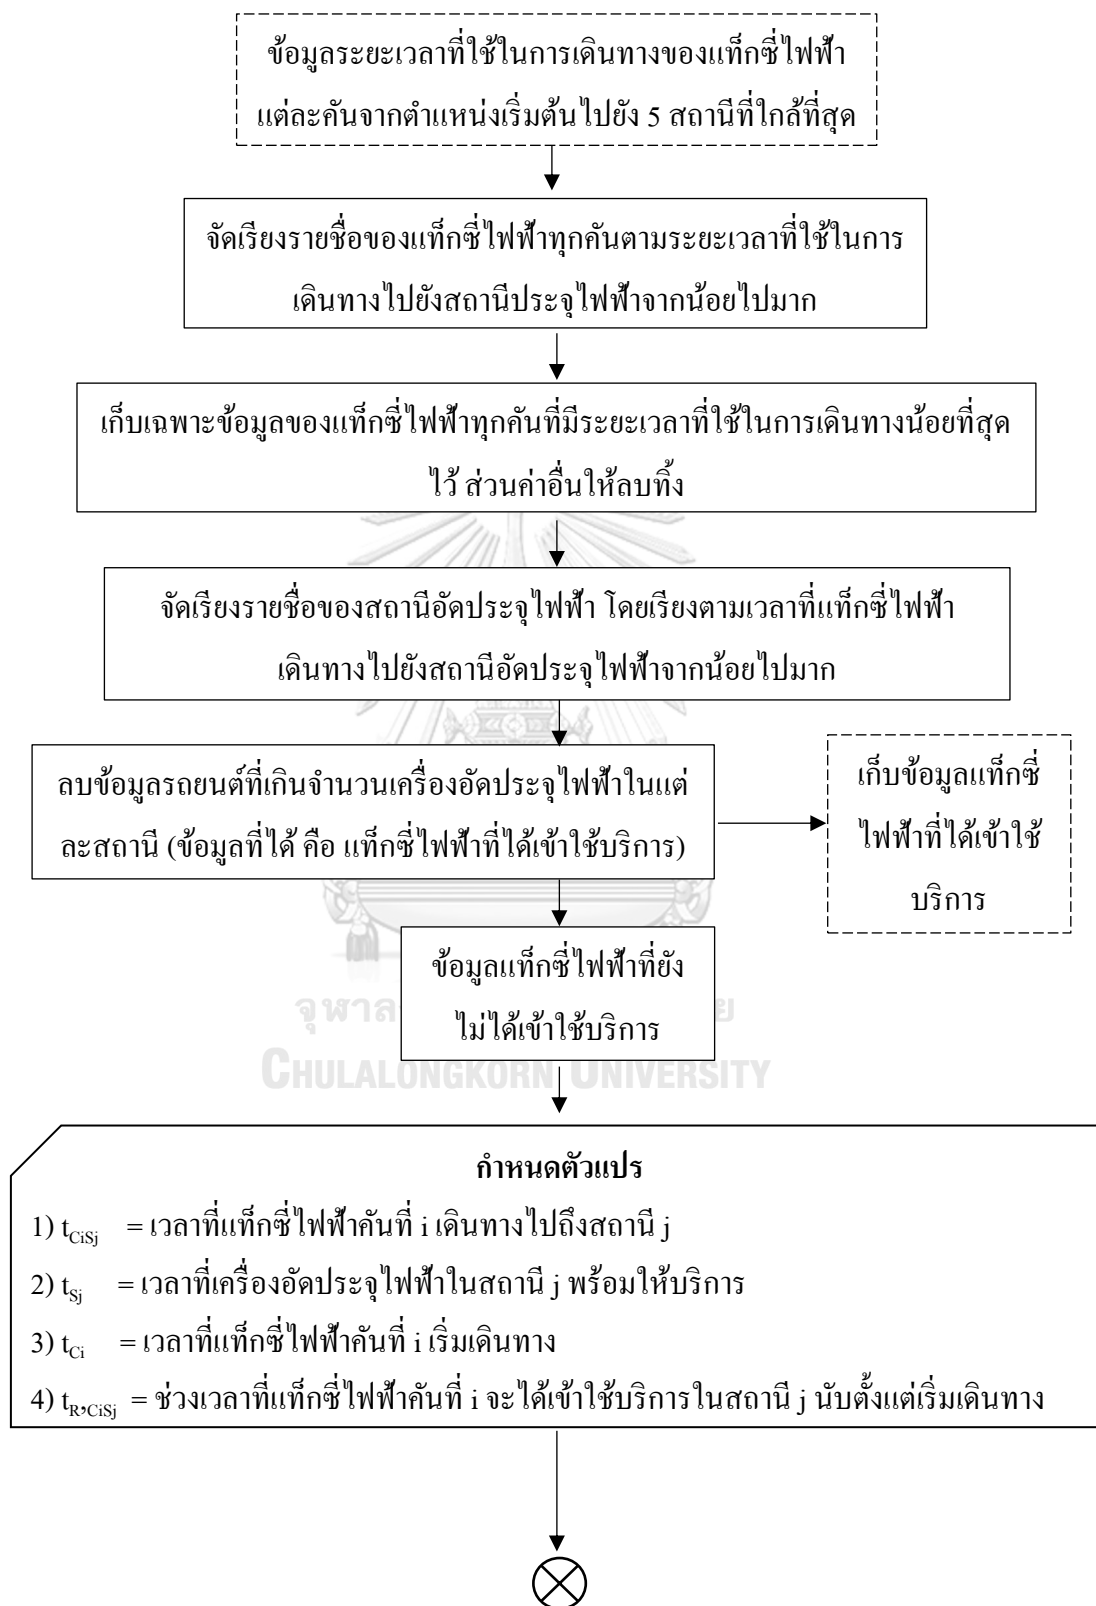 ข้อมูลระยะเวลาที่ใช้ในการเดินทางของแท็กซี่ไฟฟ้า
แต่ละคันจากตำแหน่งเริ่มต้นไปยัง 5 สถานีที่ใกล้ที่สุด
จัดเรียงรายชื่อของแท็กซี่ไฟฟ้าทุกคันตามระยะเวลาที่ใช้ในการ
เดินทางไปยังสถานีประจุไฟฟ้าจากน้อยไปมาก
เก็บเฉพาะข้อมูลของแท็กซี่ไฟฟ้าทุกคันที่มีระยะเวลาที่ใช้ในการเดินทางน้อยที่สุด
ไว้ ส่วนค่าอื่นให้ลบทิ้ง
จัดเรียงรายชื่อของสถานีอัดประจุไฟฟ้า โดยเรียงตามเวลาที่แท็กซี่ไฟฟ้า
เดินทางไปยังสถานีอัดประจุไฟฟ้าจากน้อยไปมาก
ลบข้อมูลรถยนต์ที่เกินจำนวนเครื่องอัดประจุไฟฟ้าในแต่
ละสถานี (ข้อมูลที่ได้ คือ แท็กซี่ไฟฟ้าที่ได้เข้าใช้บริการ)
เก็บข้อมูลแท็กซี่
ไฟฟ้าที่ได้เข้าใช้
บริการ
ข้อมูลแท็กซี่ไฟฟ้าที่ยัง
ไม่ได้เข้าใช้บริการ
CHULALONGKORN UNIVERSITY
กำหนดตัวแปร
1) t_CiSj = เวลาที่แท็กซี่ไฟฟ้าคันที่ i เดินทางไปถึงสถานี j
2) t_Sj = เวลาที่เครื่องอัดประจุไฟฟ้าในสถานี j พร้อมให้บริการ
3) t_Ci = เวลาที่แท็กซี่ไฟฟ้าคันที่ i เริ่มเดินทาง
4) t_R,CiSj = ช่วงเวลาที่แท็กซี่ไฟฟ้าคันที่ i จะได้เข้าใช้บริการในสถานี j นับตั้งแต่เริ่มเดินทาง